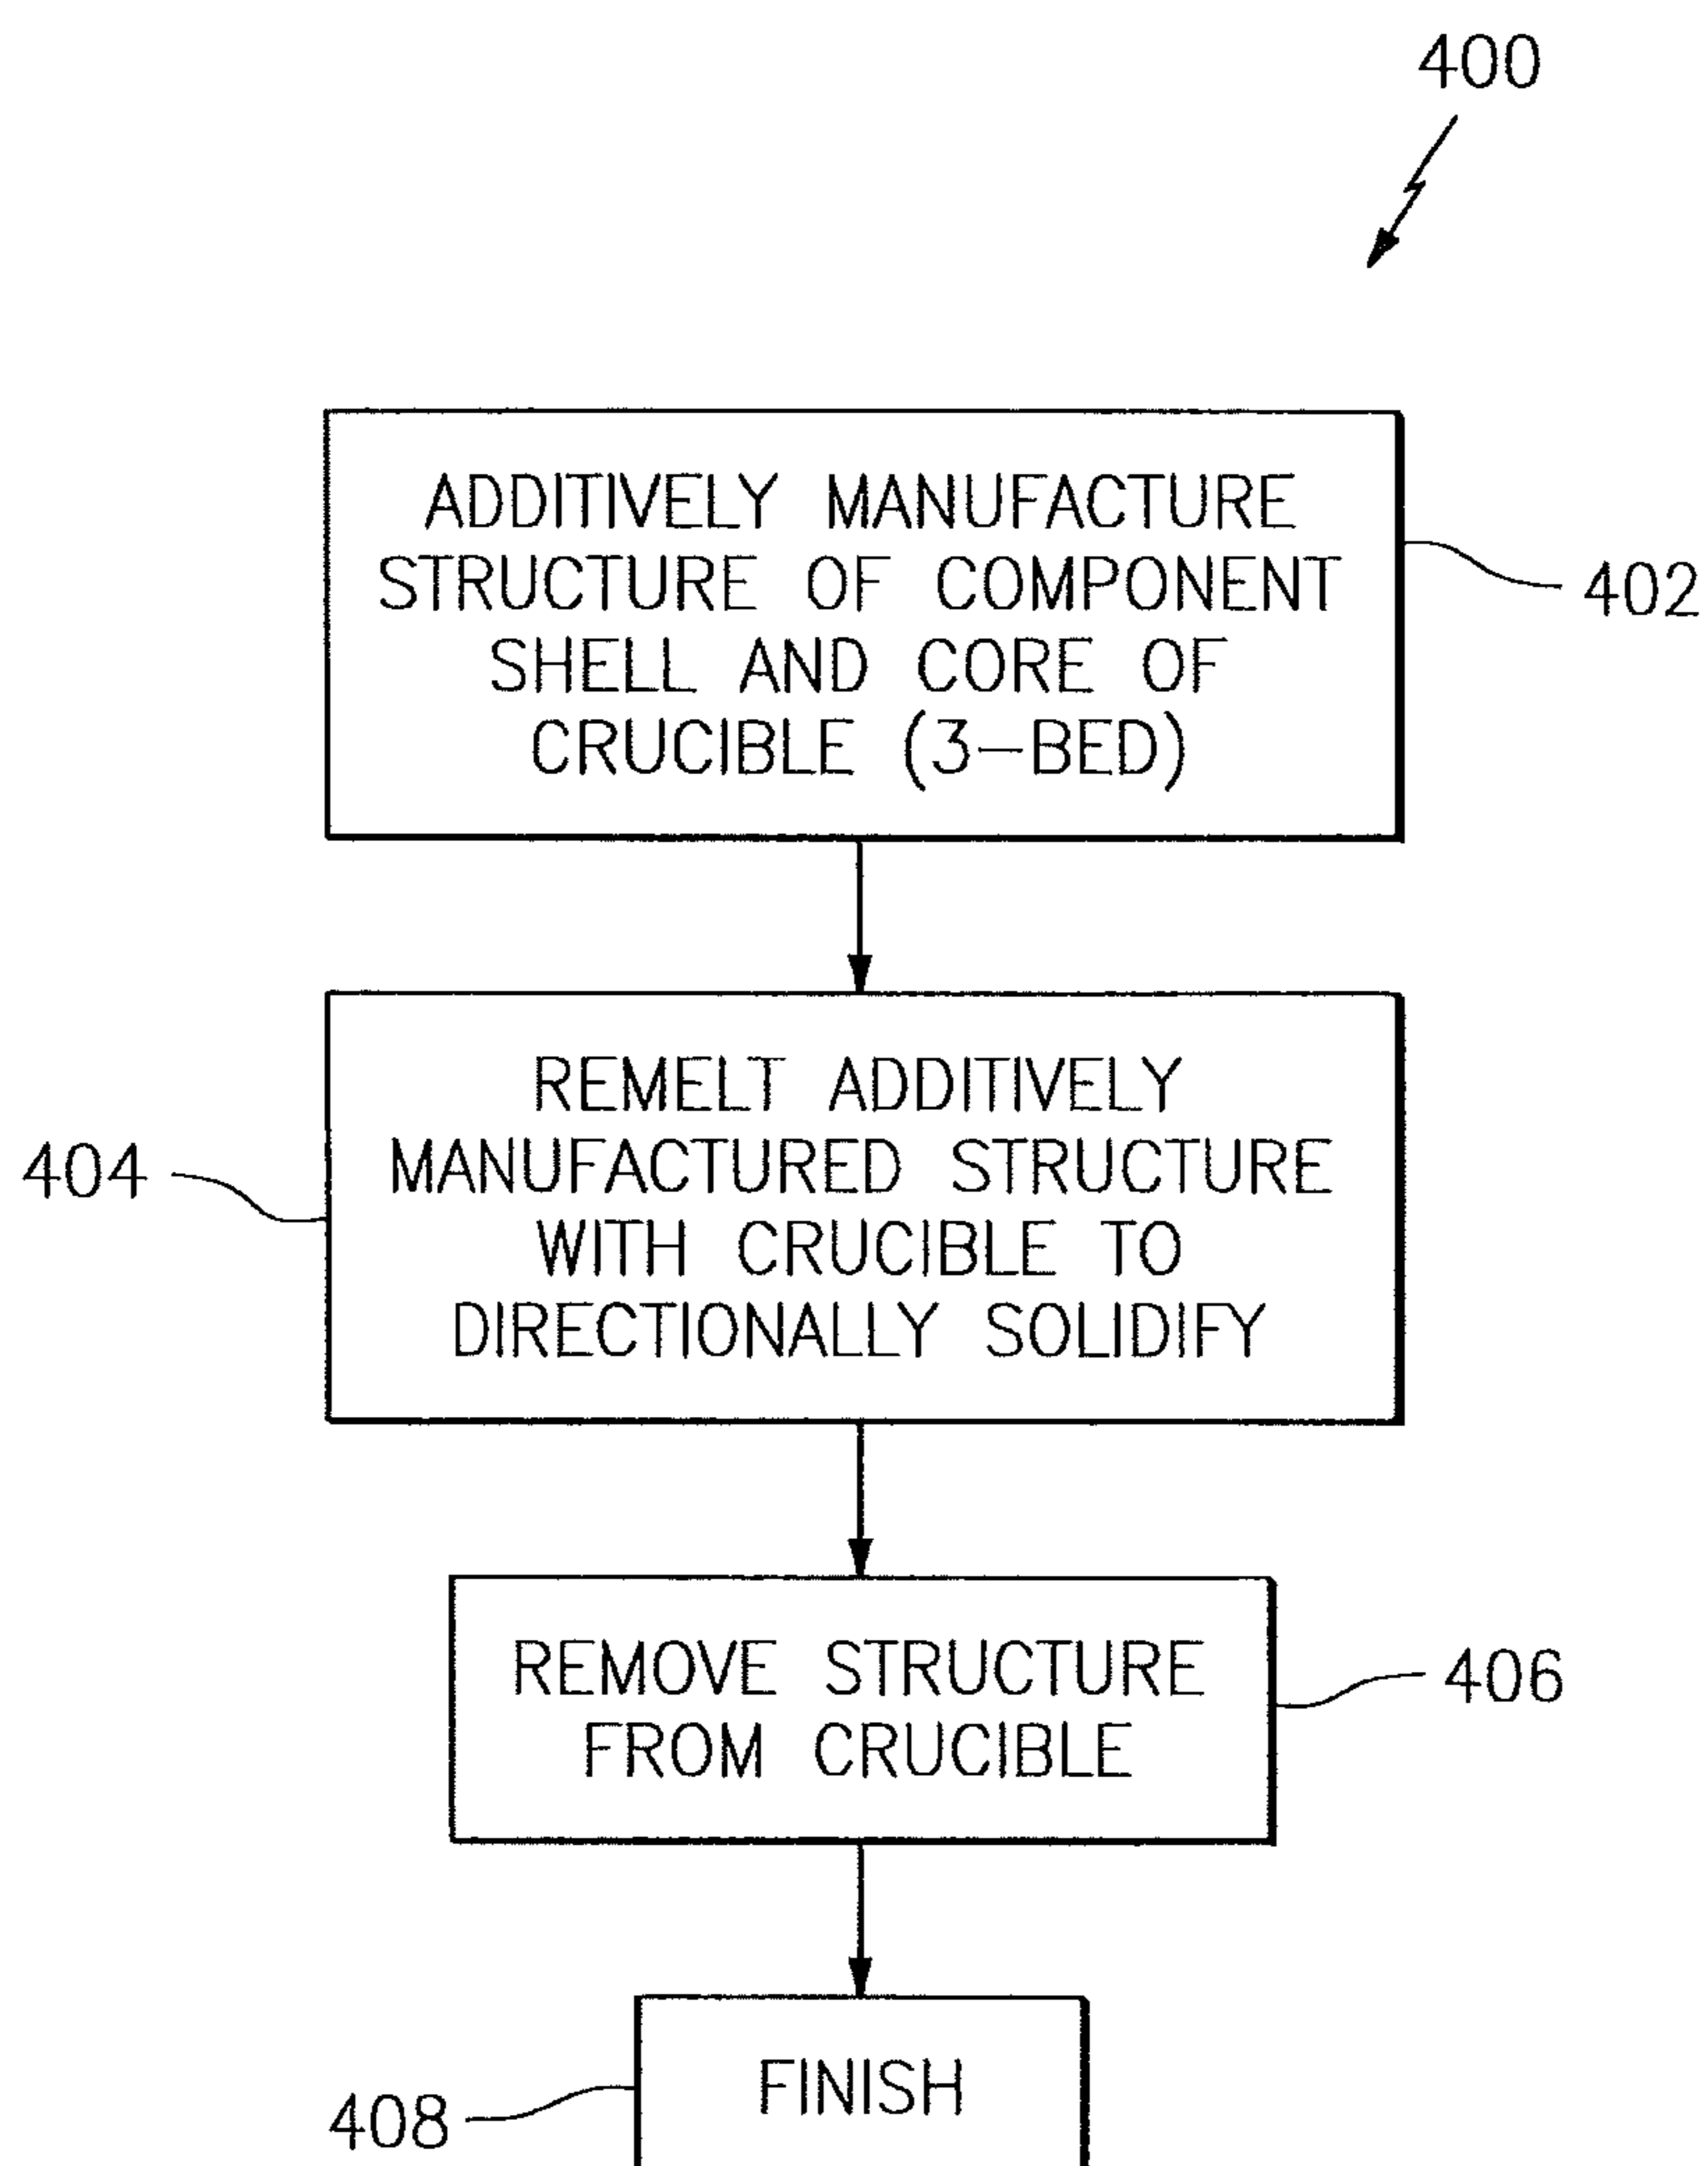 400
ADDITIVELY MANUFACTURE
STRUCTURE OF COMPONENT
SHELL AND CORE OF
CRUCIBLE (3-BED)
402
REMELT ADDITIVELY
MANUFACTURED STRUCTURE
WITH CRUCIBLE TO
DIRECTIONALLY SOLIDIFY
404
REMOVE STRUCTURE
FROM CRUCIBLE
406
FINISH
408